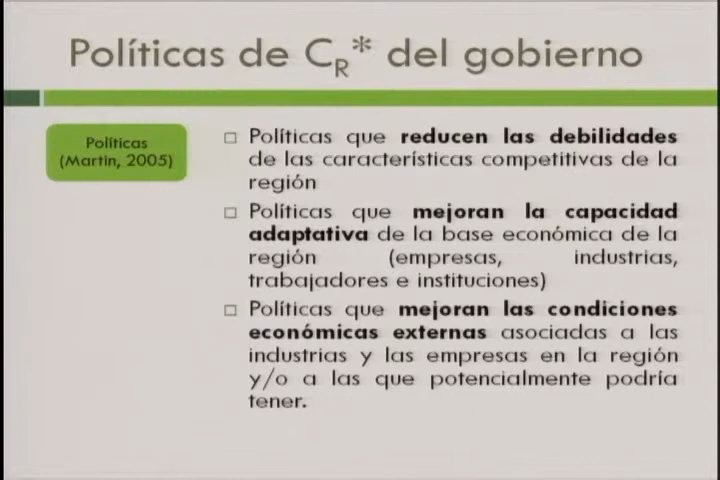 Políticas de CR* del gobierno
Políticas
(Martin, 2005)
□ Políticas que reducen las debilidades
de las características competitivas de la
región
□ Políticas que mejoran la capacidad
adaptativa de la base económica de la
región (empresas, industrias,
trabajadores e instituciones)
□ Políticas que mejoran las condiciones
económicas externas asociadas a las
industrias y las empresas en la región
y/o a las que potencialmente podría
tener.